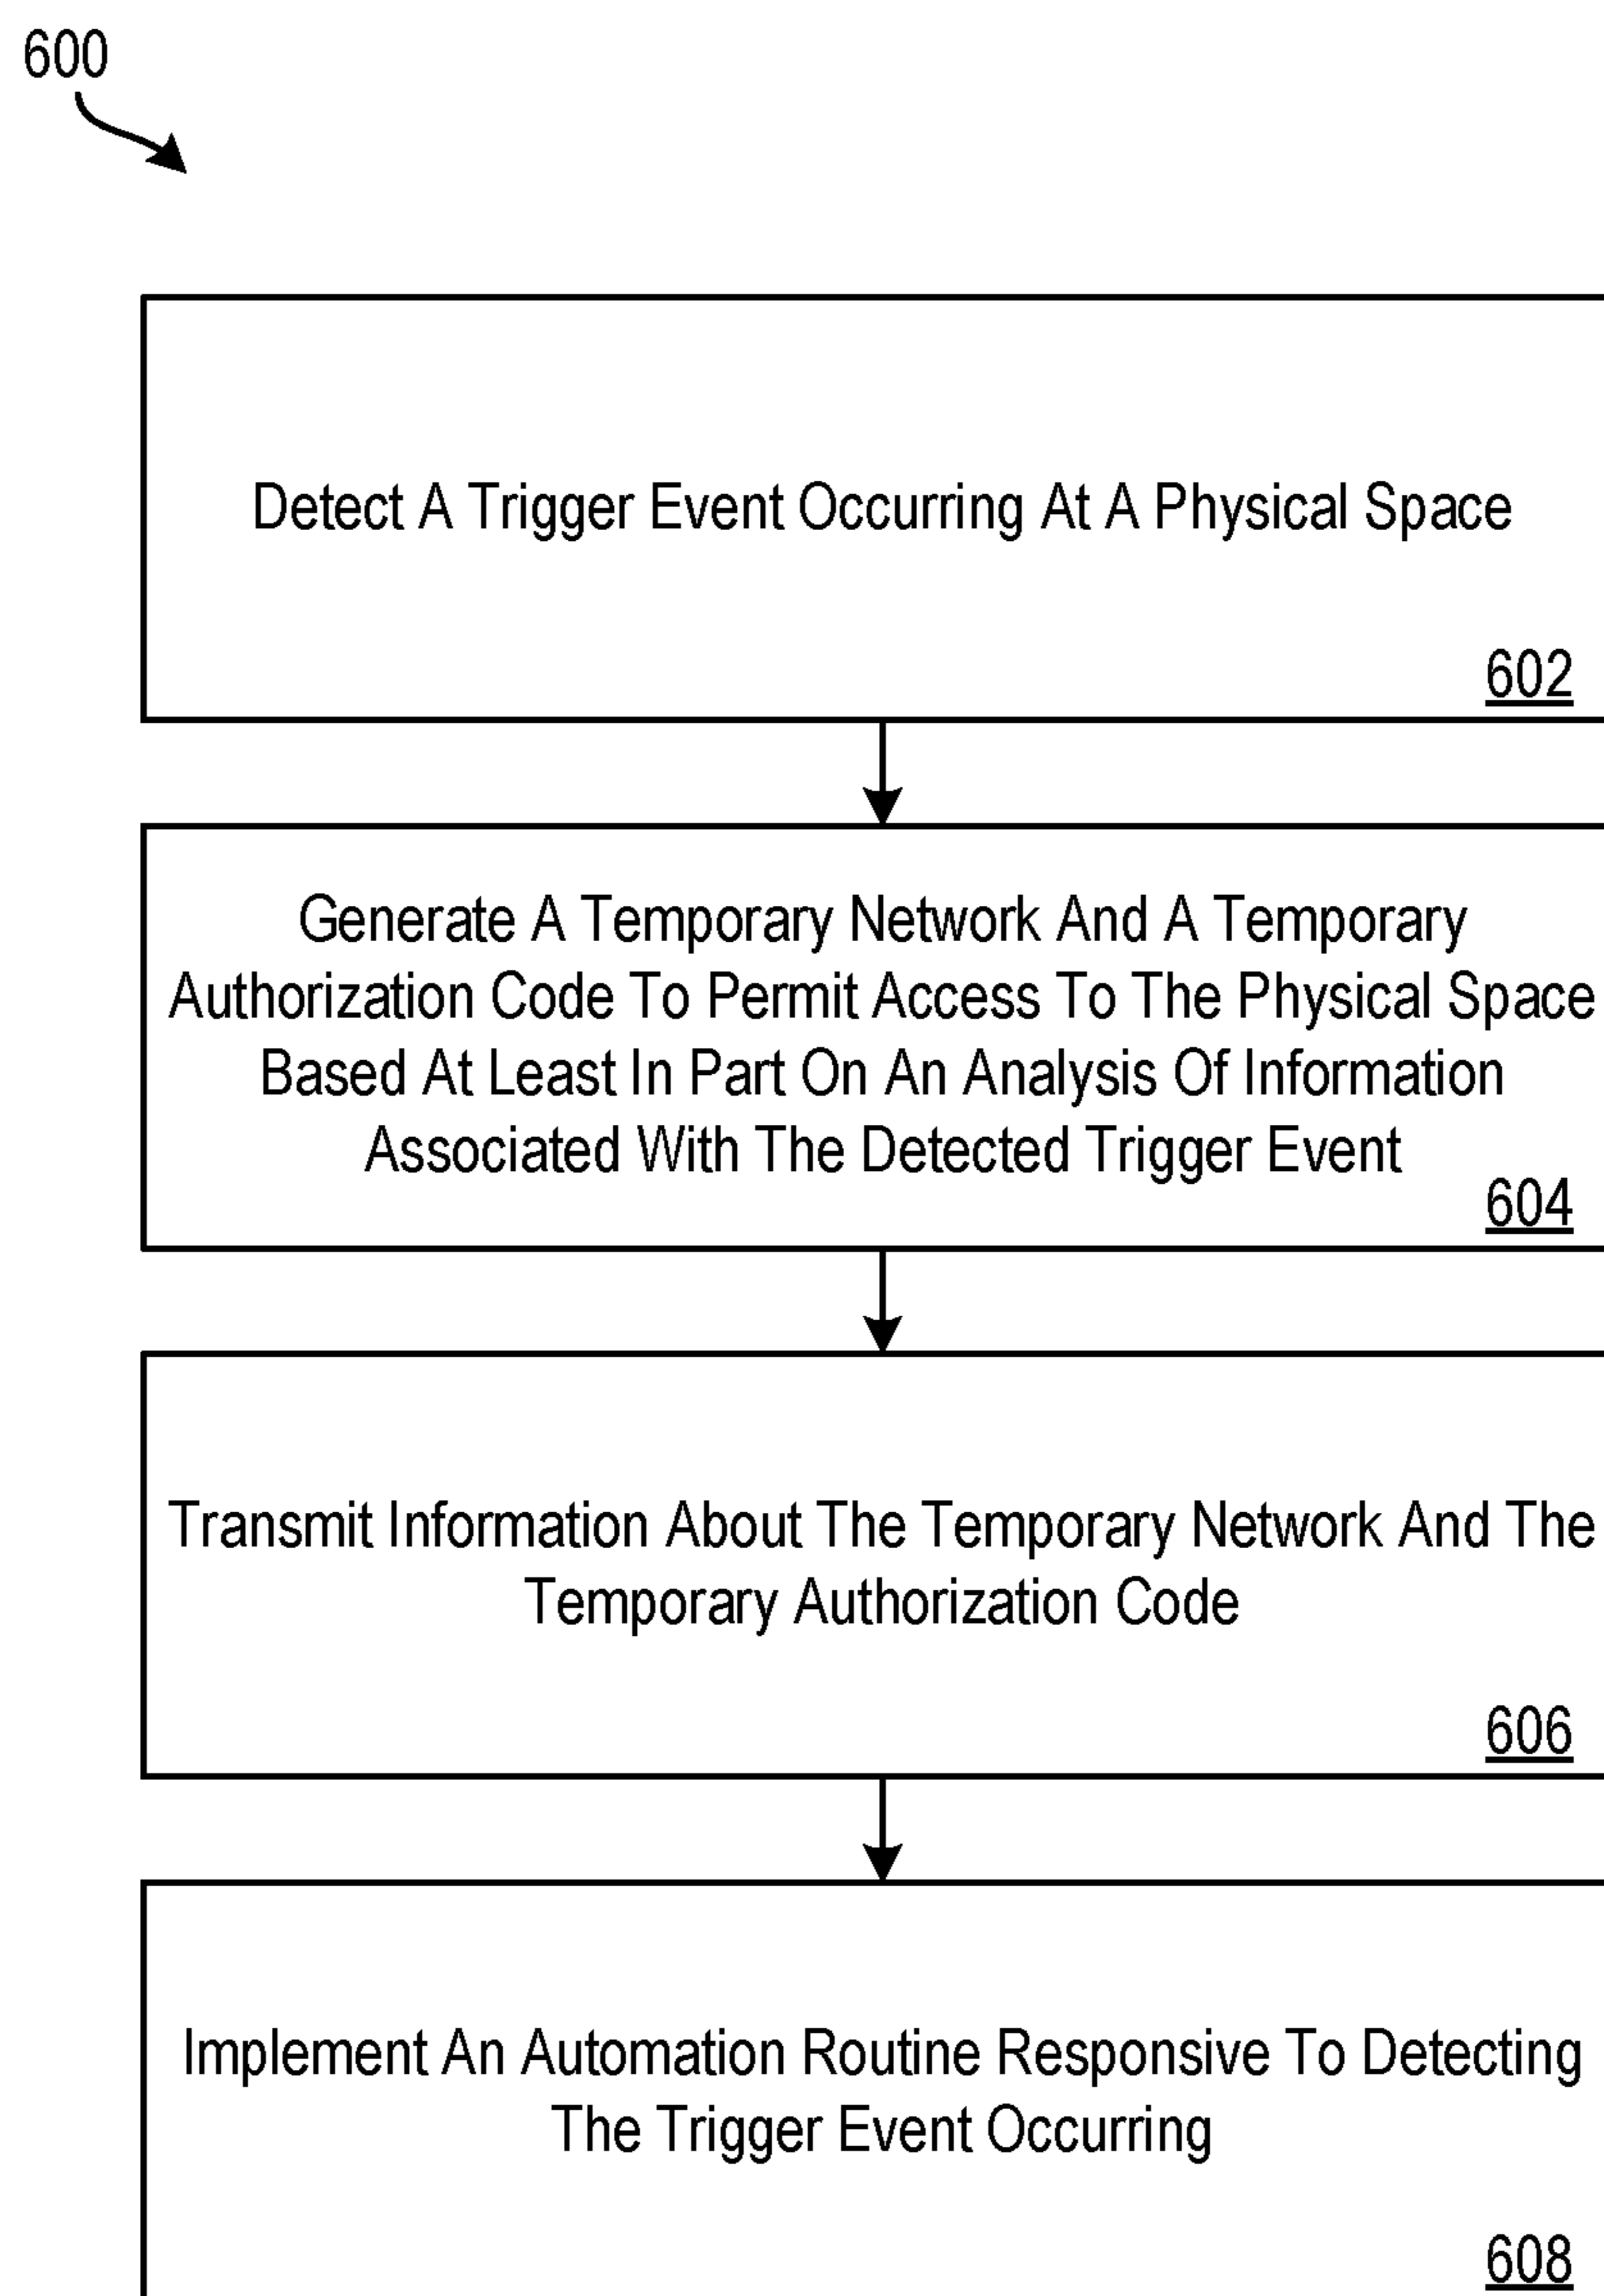 600
Detect A Trigger Event Occurring At A Physical Space
602
Generate A Temporary Network And A Temporary
Authorization Code To Permit Access To The Physical Space
Based At Least In Part On An Analysis Of Information
Associated With The Detected Trigger Event
604
Transmit Information About The Temporary Network And The
Temporary Authorization Code
606
Implement An Automation Routine Responsive To Detecting
The Trigger Event Occurring
608